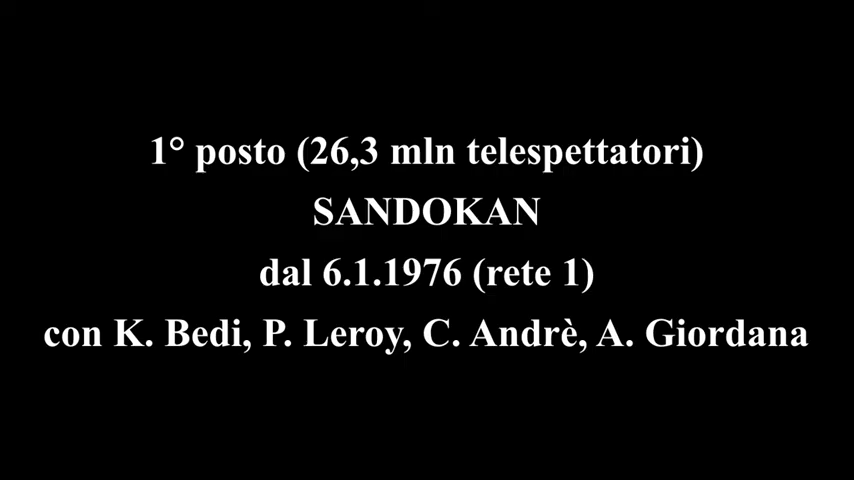 1° posto (26,3 mln telespettatori)
SANDOKAN
dal 6.1.1976 (rete 1)
con K. Bedi, P. Leroy, C. Andrè, A. Giordana